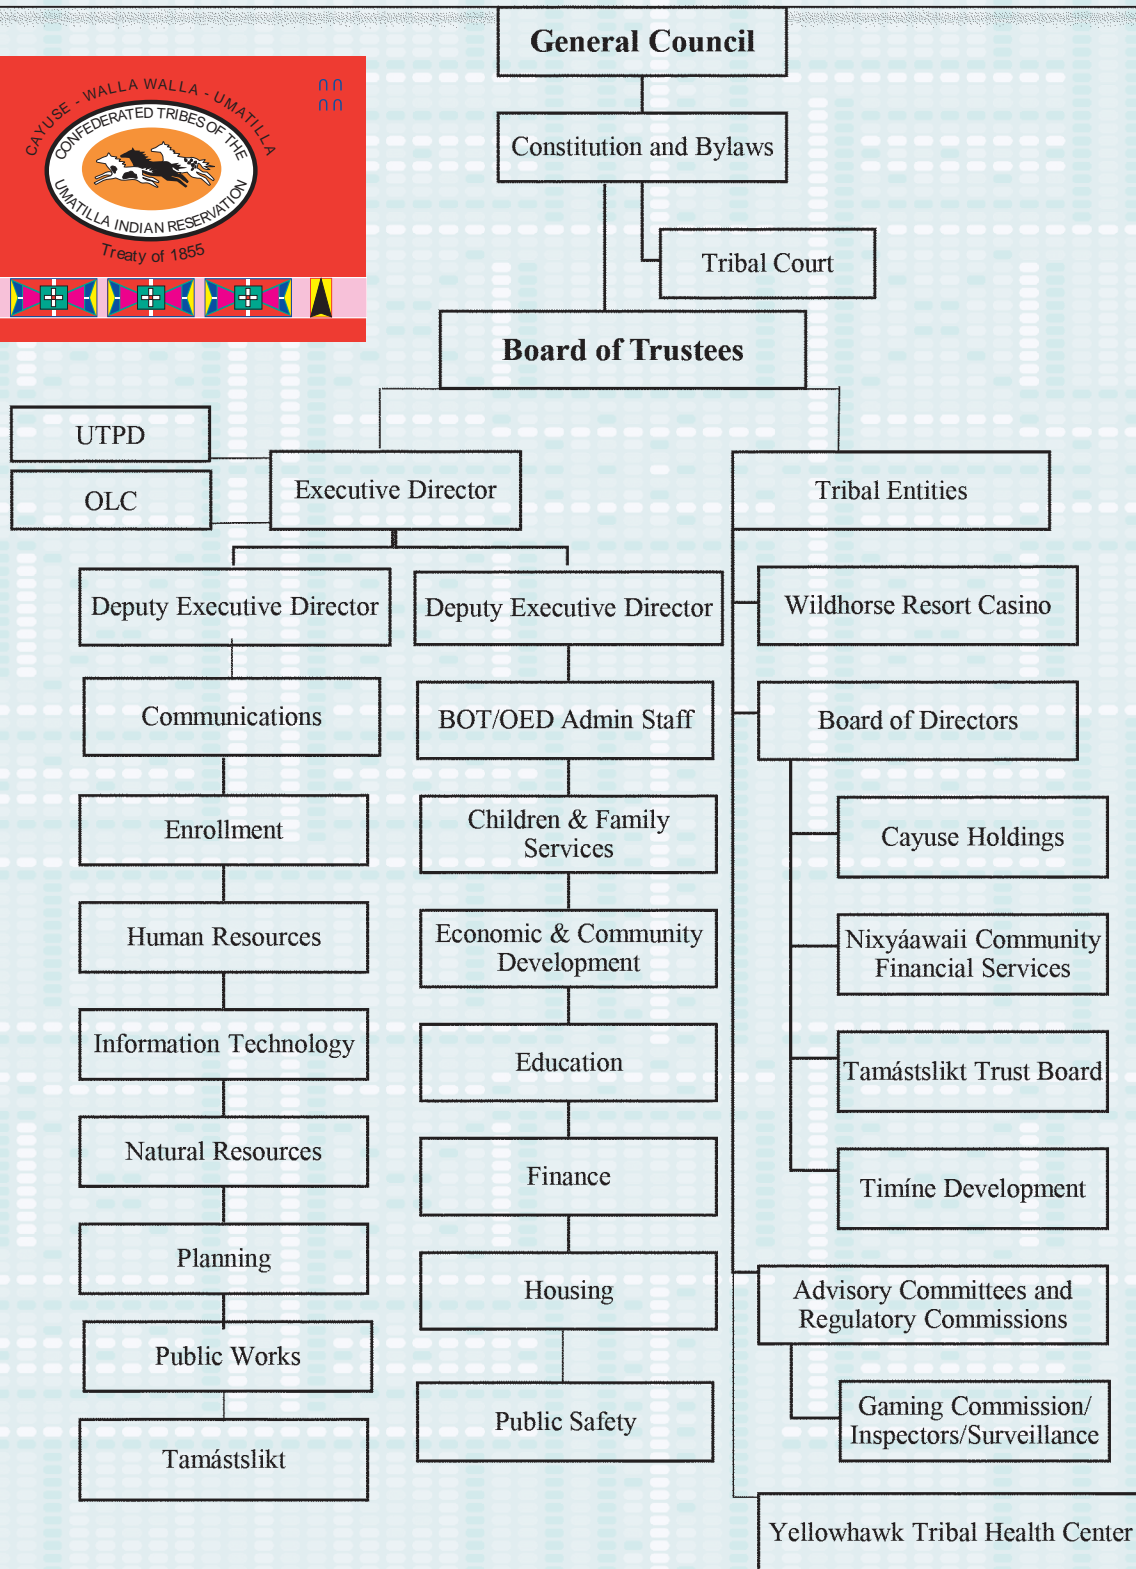 General Council
CAYUSE - WALLA WALLA - UMATILLA
CONFEDERATED TRIBES OF THE
UMATILLA INDIAN RESERVATION
Treaty of 1855
Constitution and Bylaws
Tribal Court
Board of Trustees
UTPD
OLC
Executive Director
Tribal Entities
Deputy Executive Director
Communications
Enrollment
Human Resources
Information Technology
Natural Resources
Planning
Public Works
Tamástslikt
Deputy Executive Director
BOT/OED Admin Staff
Children & Family
Services
Economic & Community
Development
Education
Finance
Housing
Public Safety
Wildhorse Resort Casino
Board of Directors
Cayuse Holdings
Nixyáawaii Community
Financial Services
Tamástslikt Trust Board
Timíne Development
Advisory Committees and
Regulatory Commissions
Gaming Commission/
Inspectors/Surveillance
Yellowhawk Tribal Health Center